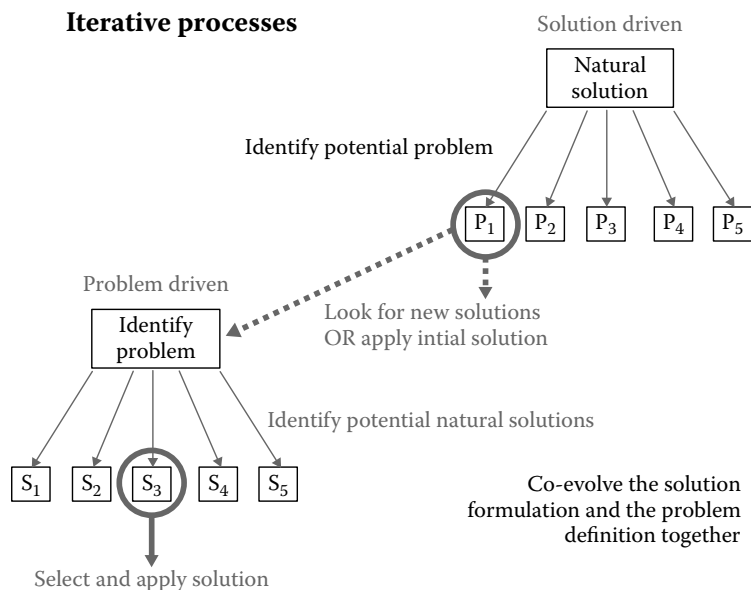 Iterative processes
Solution driven
Natural
solution
Identify potential problem
P₁
P₂
P₃
P₄
P₅
Look for new solutions
OR apply intial solution
Problem driven
Identify
problem
Identify potential natural solutions
S₁
S₂
S₃
S₄
S₅
Select and apply solution
Co-evolve the solution
formulation and the problem
definition together